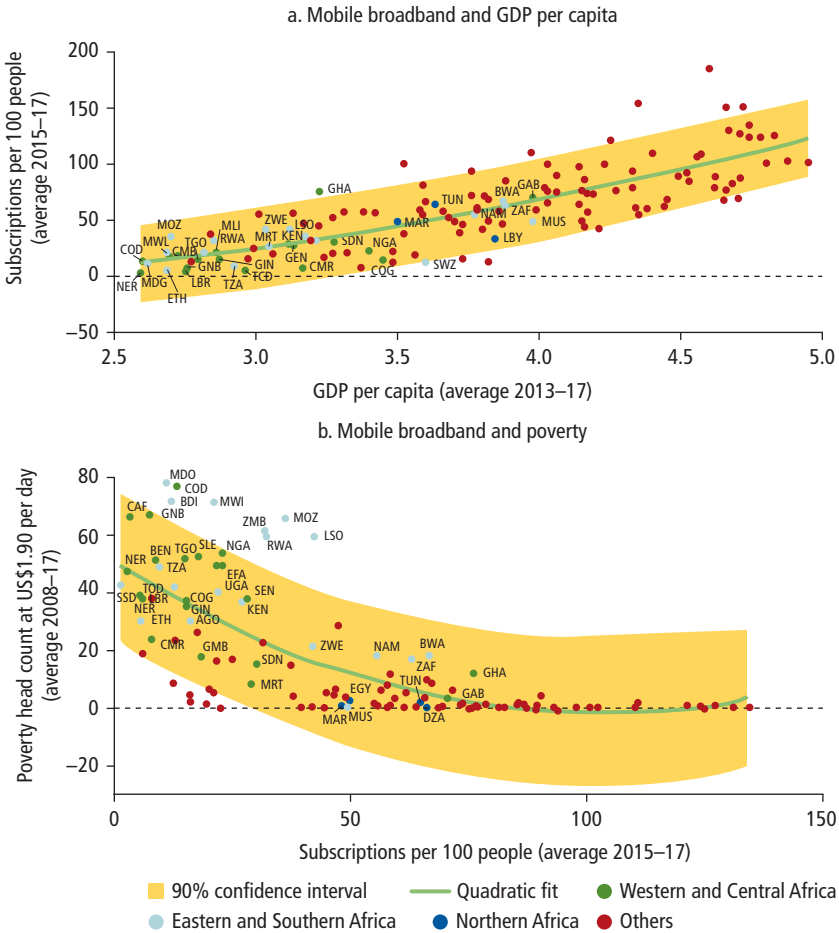 a. Mobile broadband and GDP per capita
Subscriptions per 100 people
(average 2015–17)
200
150
100
50
0
−50
GHA
MOZ
ZWE
LSO
MLI
MWL
TGO
RWA
MRT
KEN
COD
CMB
SDN
NGA
GEN
GIN
GNB
CMR
COG
NER
MDG
ETH
LBR
TZA
TCD
TUN
MAR
BWA
GAB
NAM
ZAF
MUS
LBY
SWZ
2.5 3.0 3.5 4.0 4.5 5.0
GDP per capita (average 2013–17)
b. Mobile broadband and poverty
Poverty head count at US$1.90 per day
(average 2008–17)
80
60
40
20
0
−20
MDO
COD
CAF
BDI
MWI
GNB
ZMB
MOZ
RWA
LSO
BEN
TGO
SLE
NGA
NER
TZA
EFA
UGA
SEN
SSD
TOD
LBR
COG
KEN
NER
GIN
ETH
AGO
CMR
GMB
SDN
ZWE
NAM
BWA
ZAF
GHA
MRT
EGY
TUN
GAB
MAR
MUS
DZA
0 50 100 150
Subscriptions per 100 people (average 2015–17)
90% confidence interval Quadratic fit Western and Central Africa
Eastern and Southern Africa Northern Africa Others